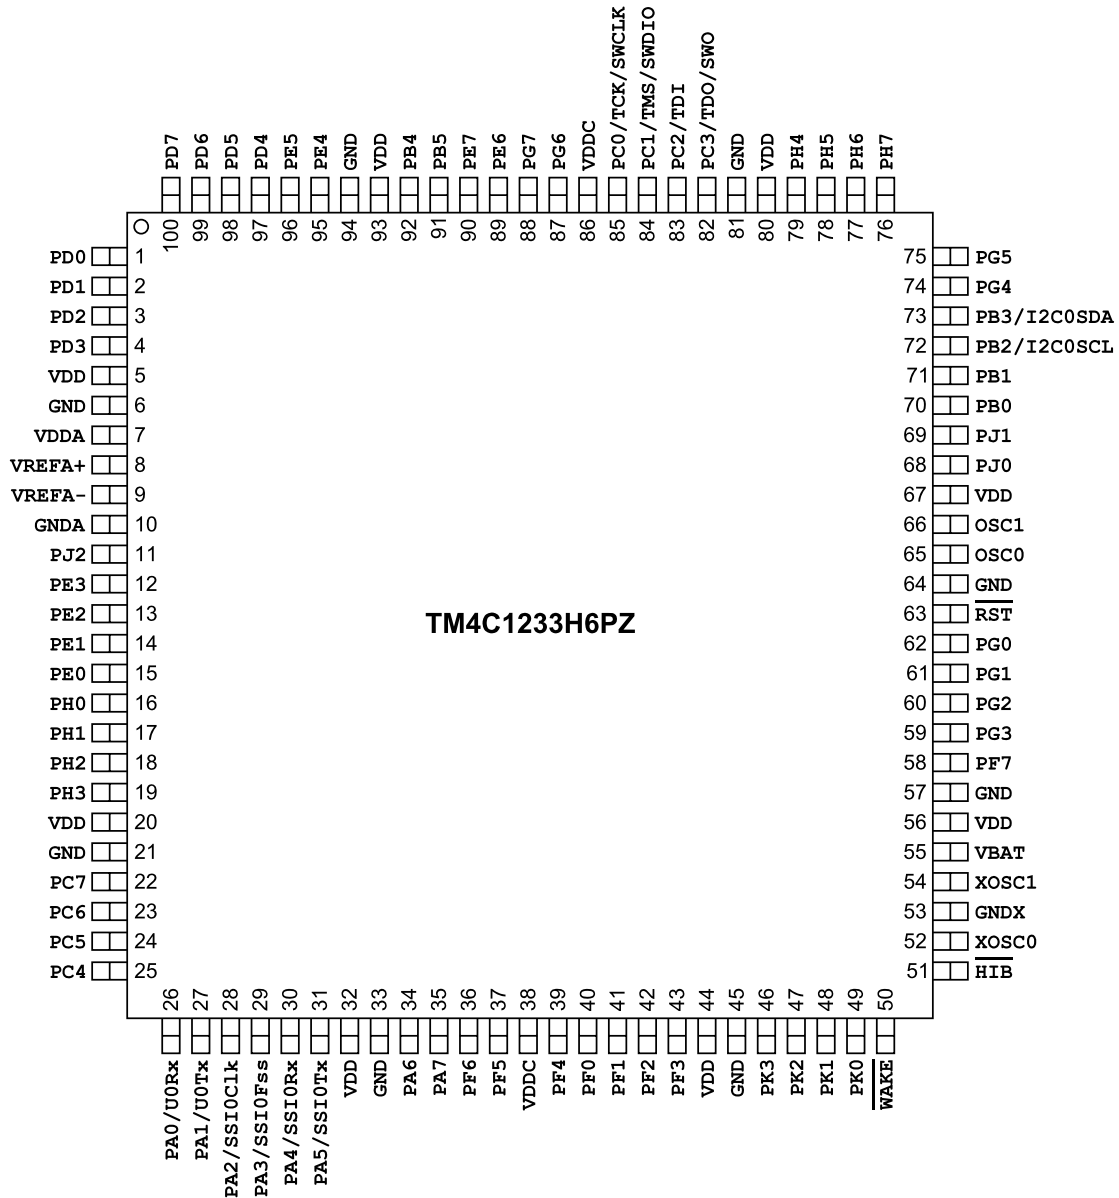 PC0/TCK/SWCLK
PC1/TMS/SWDIO
PC2/TDI
PC3/TDO/SWO
PD7 PD6 PD5 PD4 PE5 PE4 GND VDD PB4 PB5 PE7 PE6 PG7 PG6 VDDC GND VDD PH4 PH5 PH6 PH7
100 99 98 97 96 95 94 93 92 91 90 89 88 87 86 85 84 83 82 81 80 79 78 77 76
PD0 1 75 PG5
PD1 2 74 PG4
PD2 3 73 PB3/I2C0SDA
PD3 4 72 PB2/I2C0SCL
VDD 5 71 PB1
GND 6 70 PB0
VDDA 7 69 PJ1
VREFA+ 8 68 PJ0
VREFA- 9 67 VDD
GNDA 10 66 OSC1
PJ2 11 65 OSC0
PE3 12 64 GND
PE2 13 63 RST
TM4C1233H6PZ
PE1 14 62 PG0
PE0 15 61 PG1
PH0 16 60 PG2
PH1 17 59 PG3
PH2 18 58 PF7
PH3 19 57 GND
VDD 20 56 VDD
GND 21 55 VBAT
PC7 22 54 XOSC1
PC6 23 53 GNDX
PC5 24 52 XOSC0
PC4 25 51 HIB
26 27 28 29 30 31 32 33 34 35 36 37 38 39 40 41 42 43 44 45 46 47 48 49 50
PA0/U0Rx
PA1/U0Tx
PA2/SSI0Clk
PA3/SSI0Fss
PA4/SSI0Rx
PA5/SSI0Tx
VDD GND PA6 PA7 PF6 PF5 VDDC PF4 PF0 PF1 PF2 PF3 VDD GND PK3 PK2 PK1 PK0 WAKE